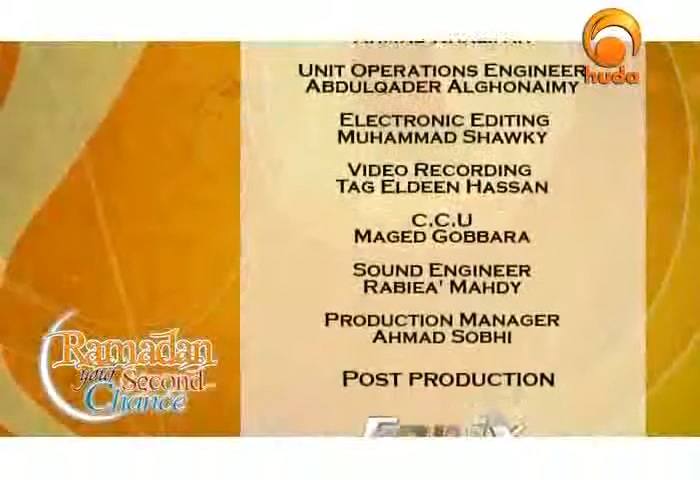 huda
UNIT OPERATIONS ENGINEER
ABDULQADER ALGHONAIMY
ELECTRONIC EDITING
MUHAMMAD SHAWKY
VIDEO RECORDING
TAG ELDEEN HASSAN
C.C.U
MAGED GOBBARA
SOUND ENGINEER
RABIEA' MAHDY
PRODUCTION MANAGER
AHMAD SOBHI
POST PRODUCTION
Ramadan
your Second
Chance